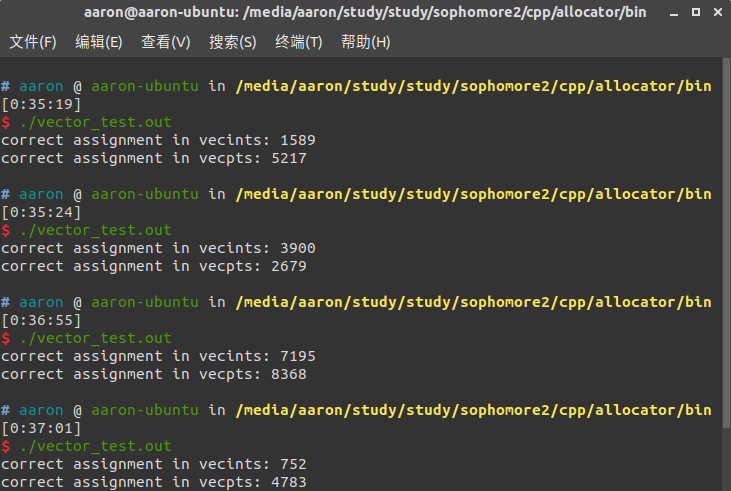 aaron@aaron-ubuntu: /media/aaron/study/study/sophomore2/cpp/allocator/bin
文件(F) 编辑(E) 查看(V) 搜索(S) 终端(T) 帮助(H)
# aaron @ aaron-ubuntu in /media/aaron/study/study/sophomore2/cpp/allocator/bin
[0:35:19]
$ ./vector_test.out
correct assignment in vecints: 1589
correct assignment in vecpts: 5217
# aaron @ aaron-ubuntu in /media/aaron/study/study/sophomore2/cpp/allocator/bin
[0:35:24]
$ ./vector_test.out
correct assignment in vecints: 3900
correct assignment in vecpts: 2679
# aaron @ aaron-ubuntu in /media/aaron/study/study/sophomore2/cpp/allocator/bin
[0:36:55]
$ ./vector_test.out
correct assignment in vecints: 7195
correct assignment in vecpts: 8368
# aaron @ aaron-ubuntu in /media/aaron/study/study/sophomore2/cpp/allocator/bin
[0:37:01]
$ ./vector_test.out
correct assignment in vecints: 752
correct assignment in vecpts: 4783